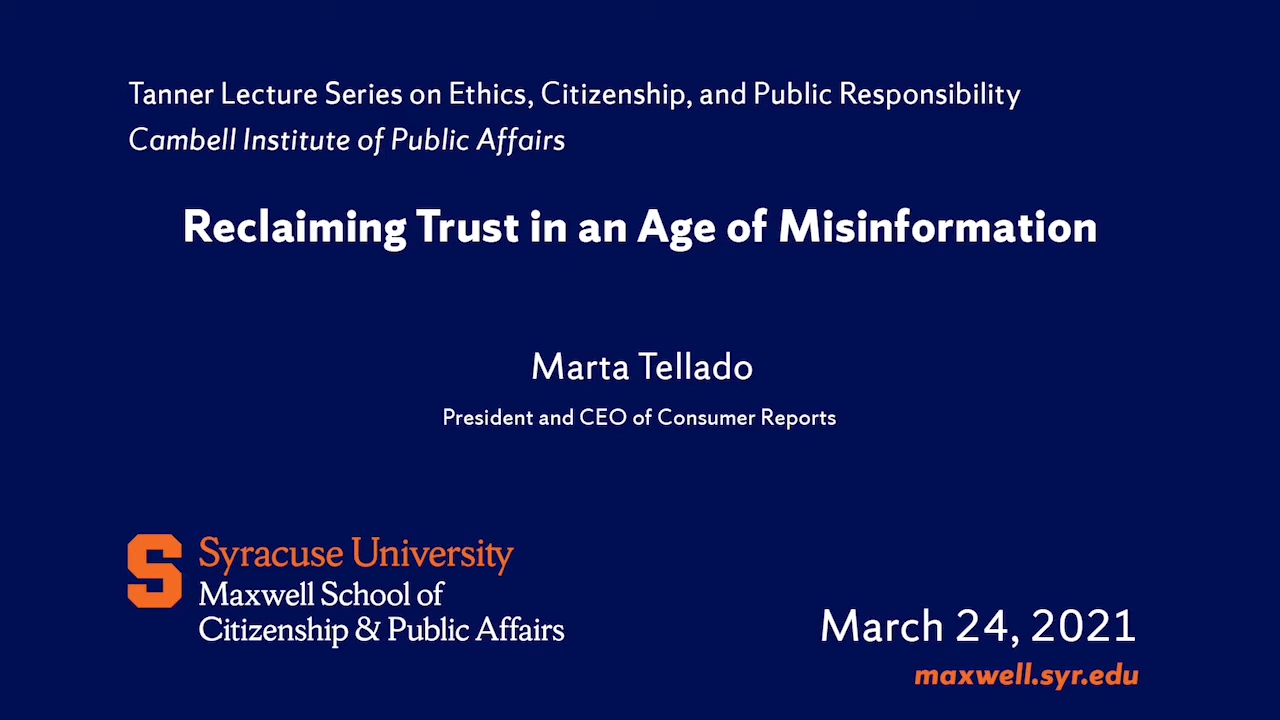 Tanner Lecture Series on Ethics, Citizenship, and Public Responsibility
Cambell Institute of Public Affairs
Reclaiming Trust in an Age of Misinformation
Marta Tellado
President and CEO of Consumer Reports
S
Syracuse University
Maxwell School of
Citizenship & Public Affairs
March 24, 2021
maxwell.syr.edu